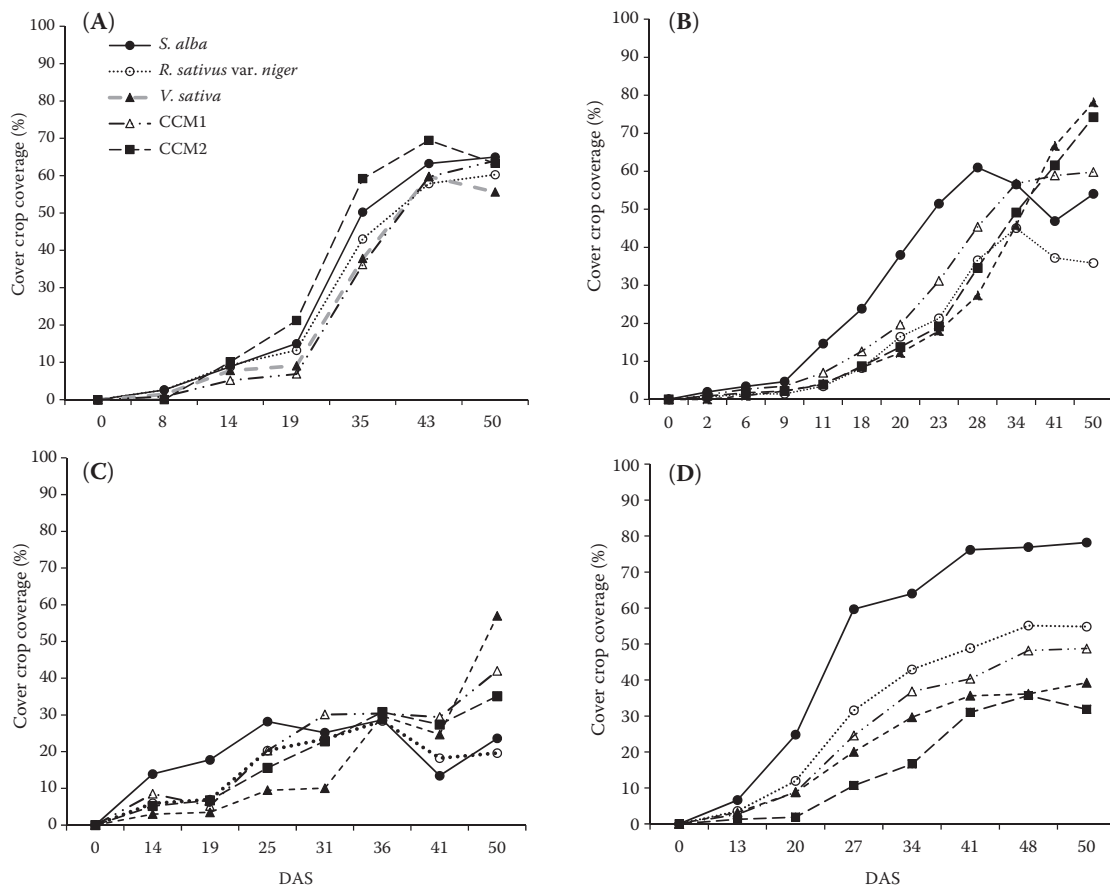 (A)
Cover crop coverage (%)
100
90
80
70
60
50
40
30
20
10
0
S. alba
R. sativus var. niger
V. sativa
CCM1
CCM2
0 8 14 19 35 43 50
(B)
Cover crop coverage (%)
100
90
80
70
60
50
40
30
20
10
0
0 2 6 9 11 18 20 23 28 34 41 50
(C)
Cover crop coverage (%)
100
90
80
70
60
50
40
30
20
10
0
0 14 19 25 31 36 41 50
DAS
(D)
Cover crop coverage (%)
100
90
80
70
60
50
40
30
20
10
0
0 13 20 27 34 41 48 50
DAS